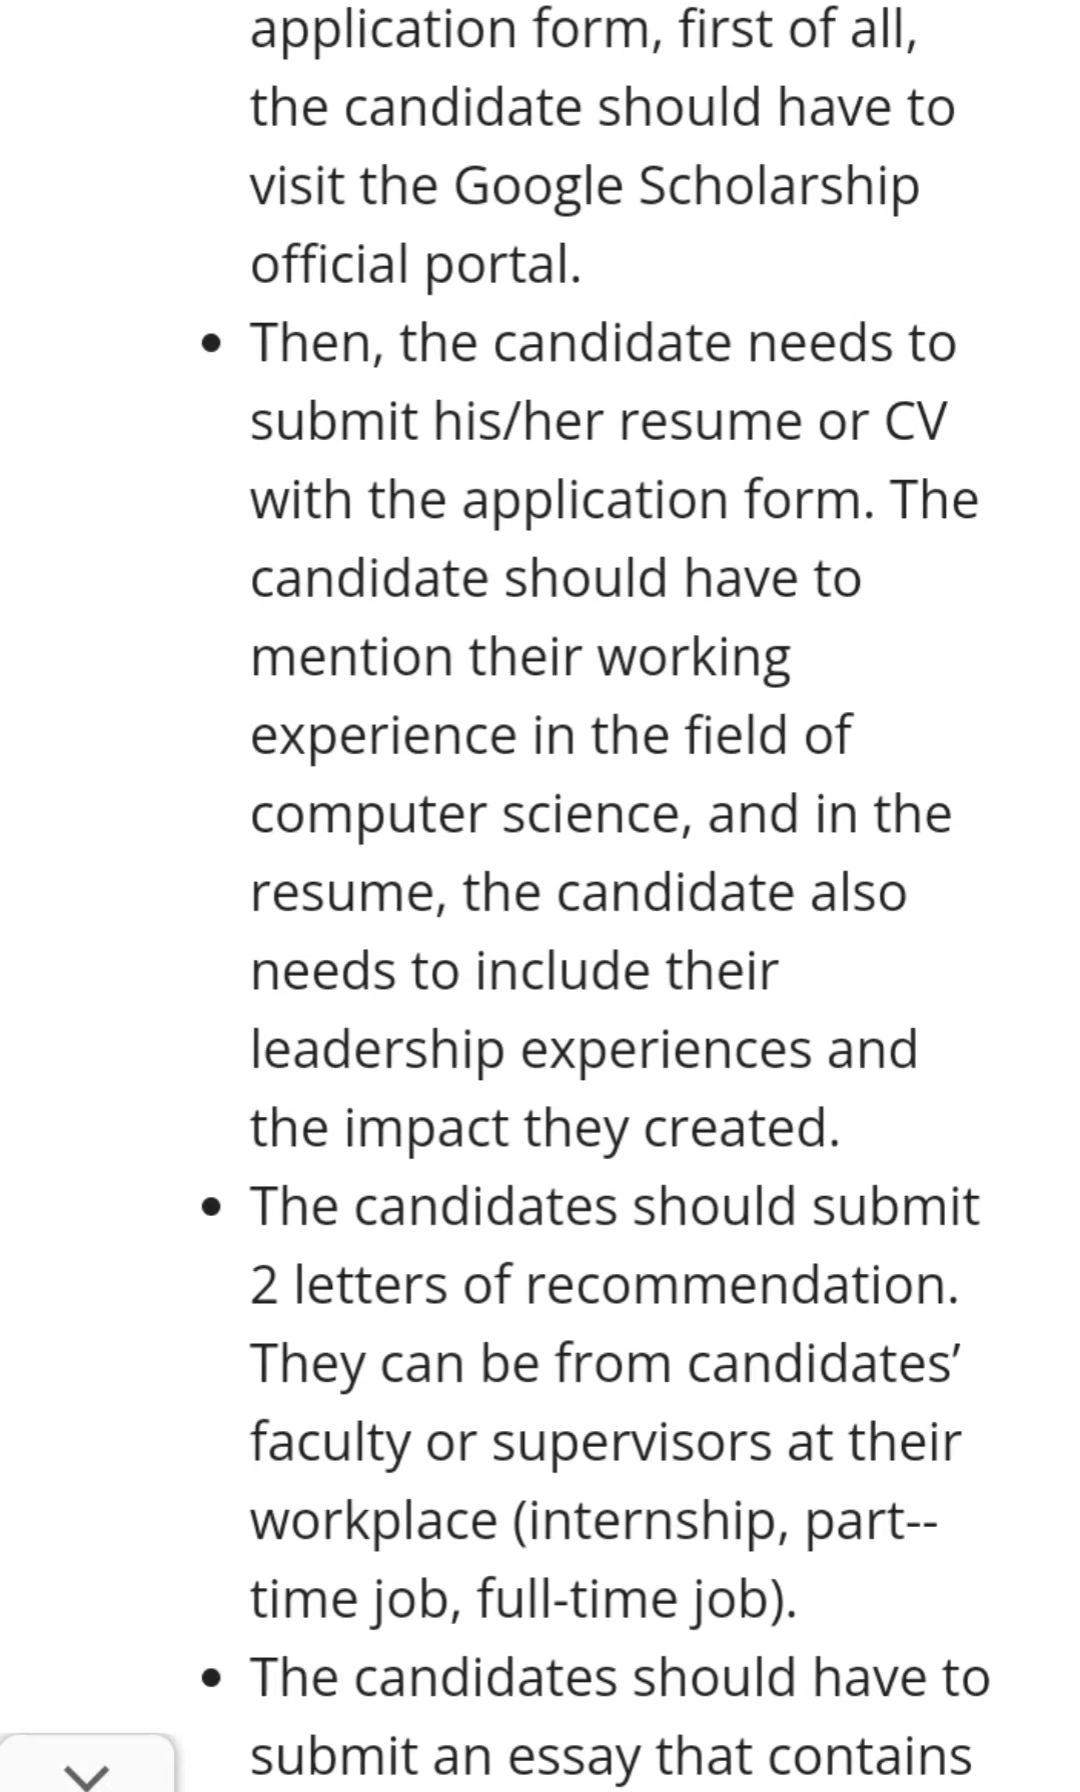 application form, first of all,
the candidate should have to
visit the Google Scholarship
official portal.
• Then, the candidate needs to
submit his/her resume or CV
with the application form. The
candidate should have to
mention their working
experience in the field of
computer science, and in the
resume, the candidate also
needs to include their
leadership experiences and
the impact they created.
• The candidates should submit
2 letters of recommendation.
They can be from candidates’
faculty or supervisors at their
workplace (internship, part--
time job, full-time job).
• The candidates should have to
submit an essay that contains